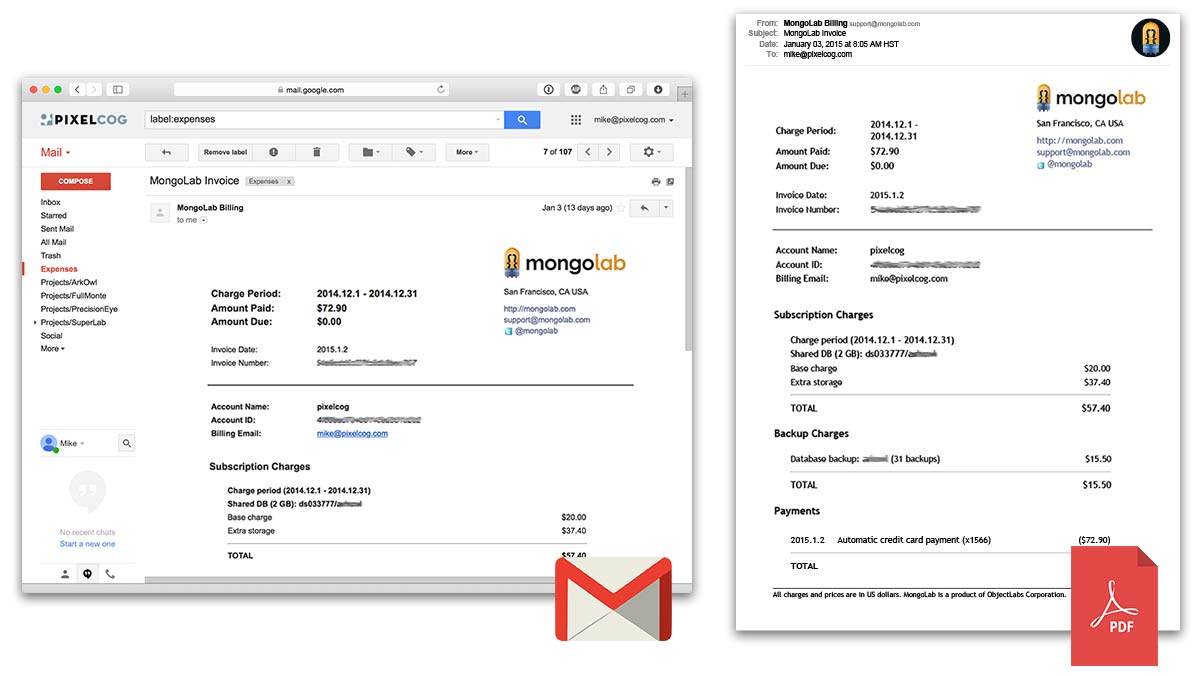 mail.google.com
PIXELCOG
label:expenses
mike@pixelcog.com
Mail
Remove label
More
7 of 107
COMPOSE
MongoLab Invoice Expenses x
Inbox
Starred
Sent Mail
All Mail
Trash
Expenses
Projects/ArkOwl
Projects/FullMonte
Projects/PrecisionEye
Projects/SuperLab
Social
More
MongoLab Billing
to me
Jan 3 (13 days ago)
mongolab
San Francisco, CA USA
http://mongolab.com
support@mongolab.com
@mongolab
Charge Period: 2014.12.1 - 2014.12.31
Amount Paid: $72.90
Amount Due: $0.00
Invoice Date: 2015.1.2
Invoice Number:
Account Name: pixelcog
Account ID:
Billing Email: mike@pixelcog.com
Subscription Charges
Charge period (2014.12.1 - 2014.12.31)
Shared DB (2 GB): ds033777/
Base charge $20.00
Extra storage $37.40
TOTAL $57.40
Mike
No recent chats
Start a new one
From: MongoLab Billing support@mongolab.com
Subject: MongoLab Invoice
Date: January 03, 2015 at 8:05 AM HST
To: mike@pixelcog.com
mongolab
San Francisco, CA USA
http://mongolab.com
support@mongolab.com
@mongolab
Charge Period: 2014.12.1 -
2014.12.31
Amount Paid: $72.90
Amount Due: $0.00
Invoice Date: 2015.1.2
Invoice Number:
Account Name: pixelcog
Account ID:
Billing Email: mike@pixelcog.com
Subscription Charges
Charge period (2014.12.1 - 2014.12.31)
Shared DB (2 GB): ds033777/
Base charge $20.00
Extra storage $37.40
TOTAL $57.40
Backup Charges
Database backup: (31 backups) $15.50
TOTAL $15.50
Payments
2015.1.2 Automatic credit card payment (x1566) ($72.90)
TOTAL
All charges and prices are in US dollars. MongoLab is a product of ObjectLabs Corporation.
PDF